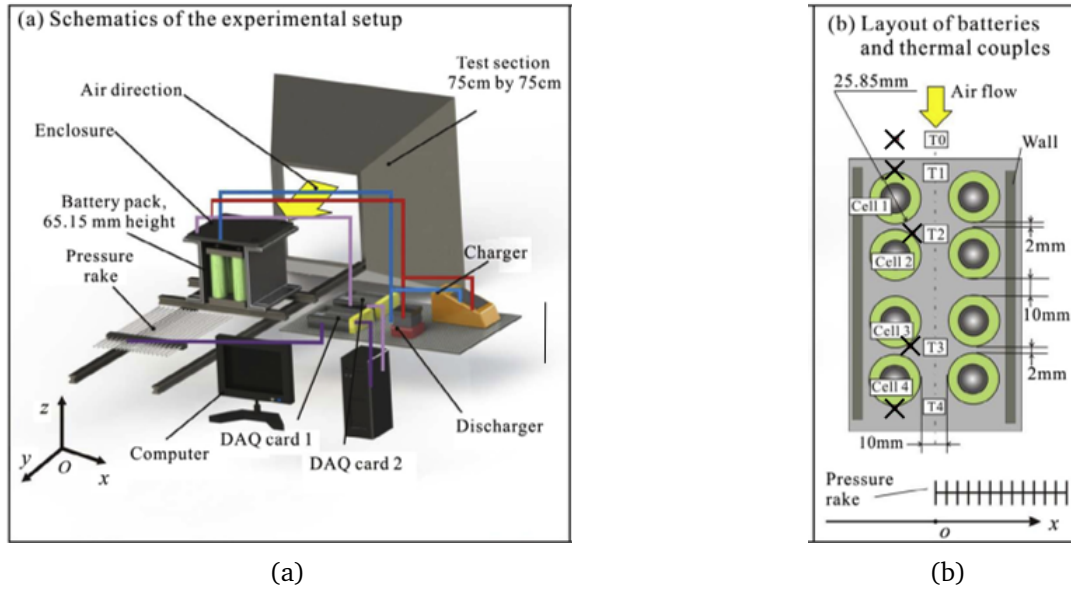 (a) Schematics of the experimental setup
Test section
75cm by 75cm
Air direction
Enclosure
Battery pack,
65.15 mm height)
Pressure
rake
Charger
Discharger
DAQ card 1
DAQ card 2
Computer
z
y
O
x
(a)
(b) Layout of batteries
and thermal couples
25.85mm
Air flow
T0
Wall
T1
Cell 1
T2
2mm
Cell 2
10mm
Cell 3
T3
2mm
Cell 4
T4
10mm
Pressure
rake
o
x
(b)